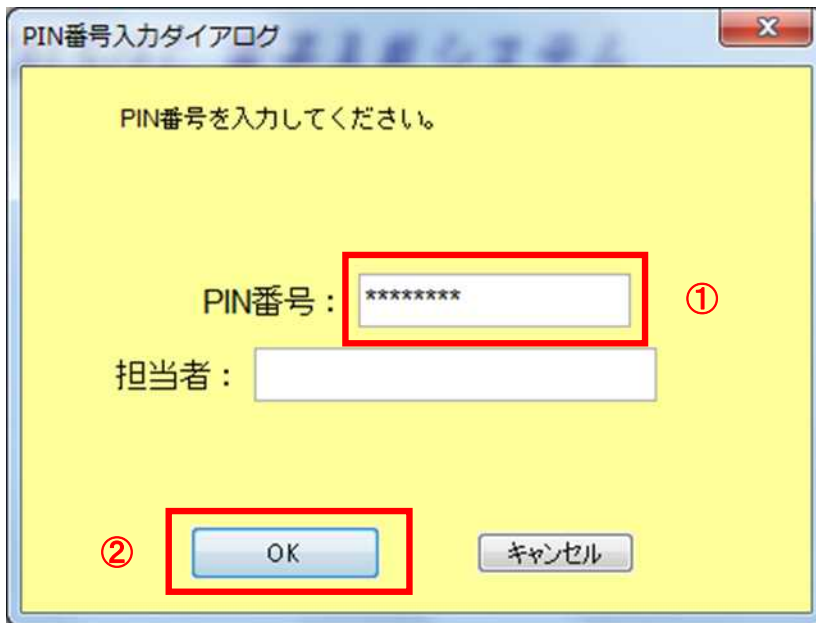 PIN番号入力ダイアログ
PIN番号を入力してください。
PIN番号：
********
①
担当者：
②
OK
キャンセル